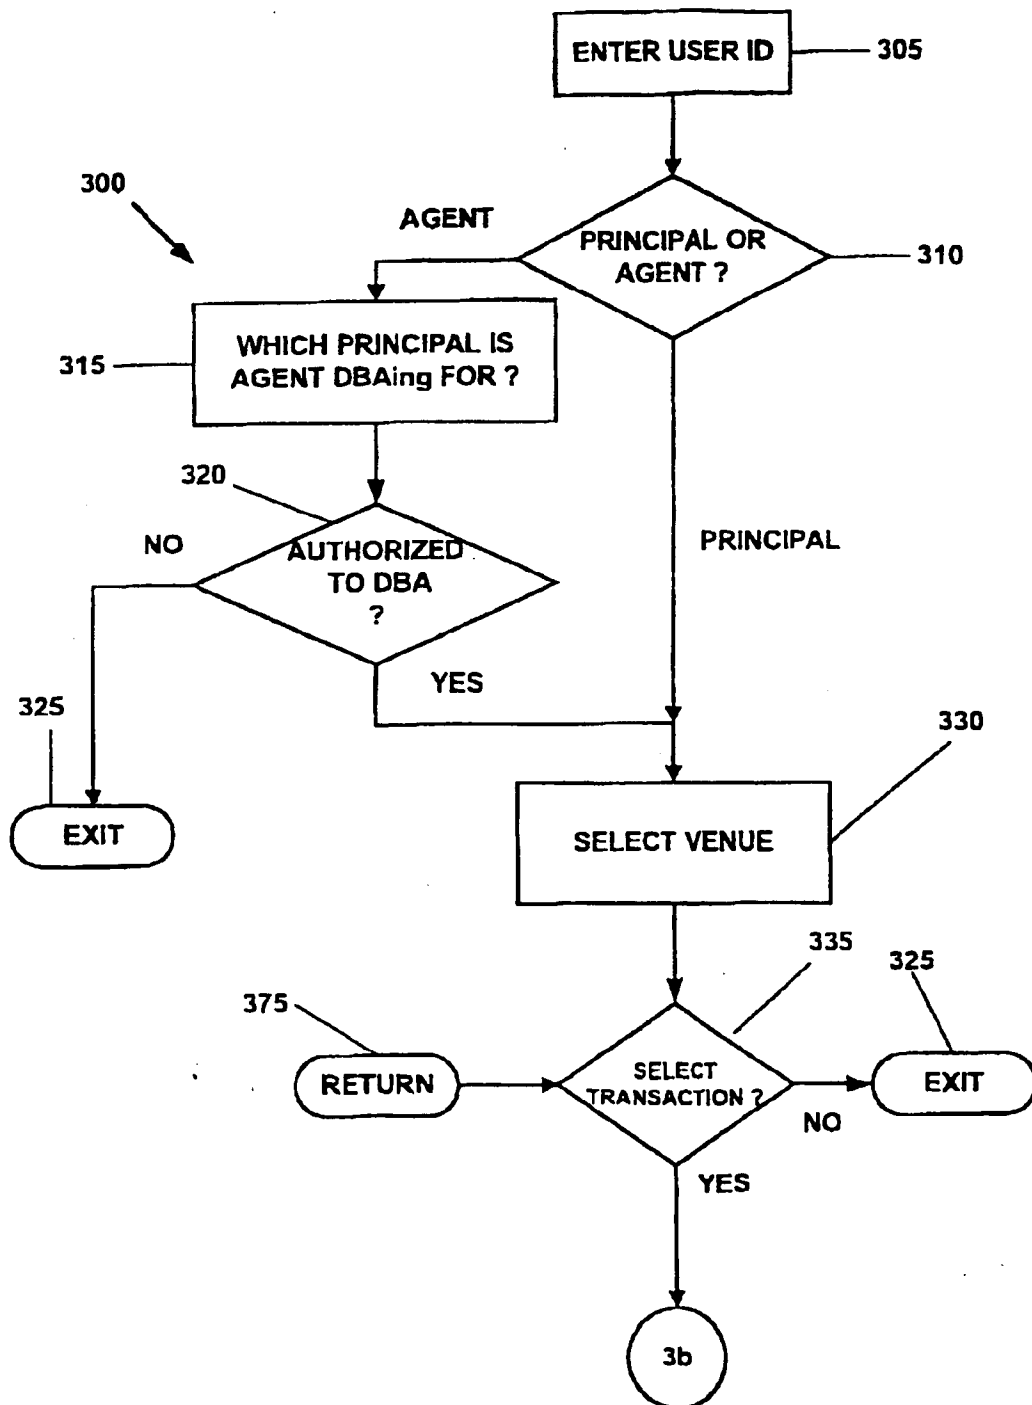 ENTER USER ID
305
300
AGENT
PRINCIPAL OR
AGENT ?
310
315
WHICH PRINCIPAL IS
AGENT DBAing FOR ?
320
NO
AUTHORIZED
TO DBA
?
PRINCIPAL
YES
325
330
EXIT
SELECT VENUE
335
325
375
RETURN
SELECT
TRANSACTION ?
EXIT
NO
YES
3b